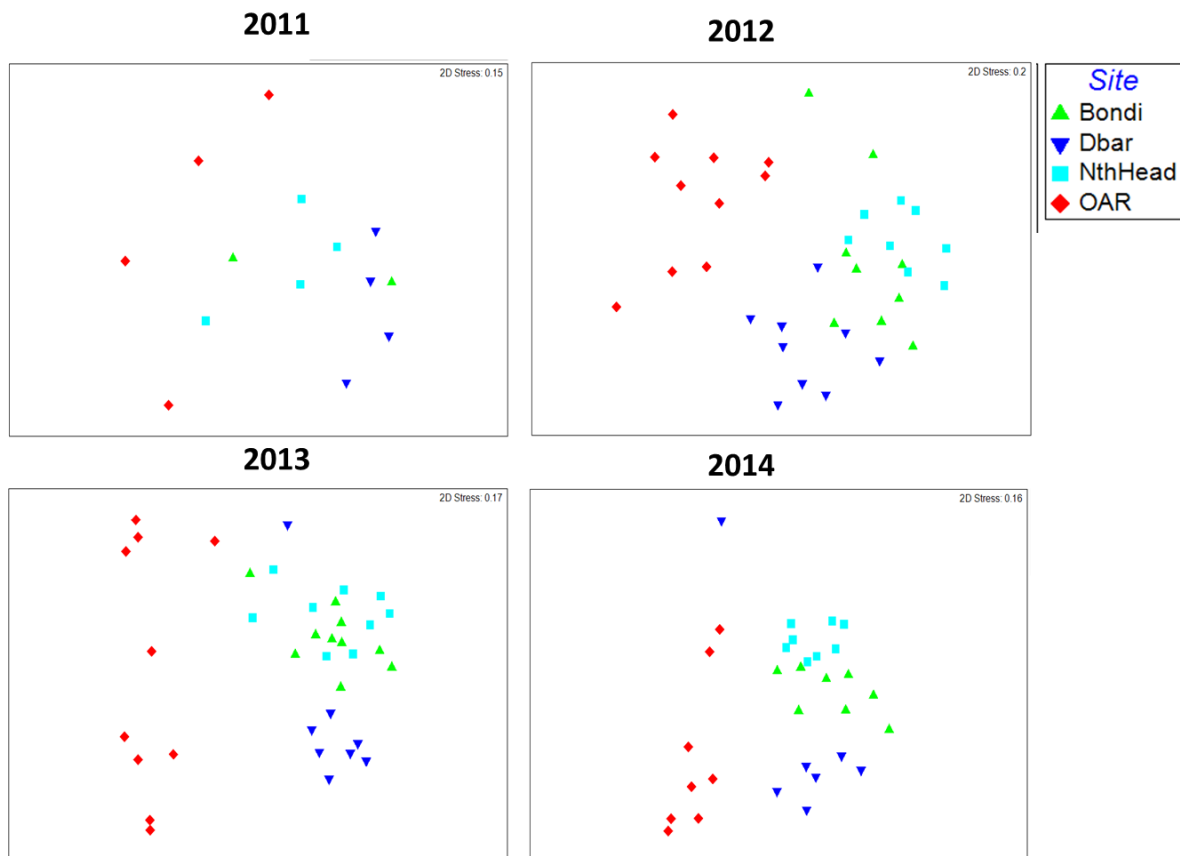 2011
2D Stress: 0.15
2012
2D Stress: 0.2
Site
Bondi
Dbar
NthHead
OAR
2013
2D Stress: 0.17
2014
2D Stress: 0.16